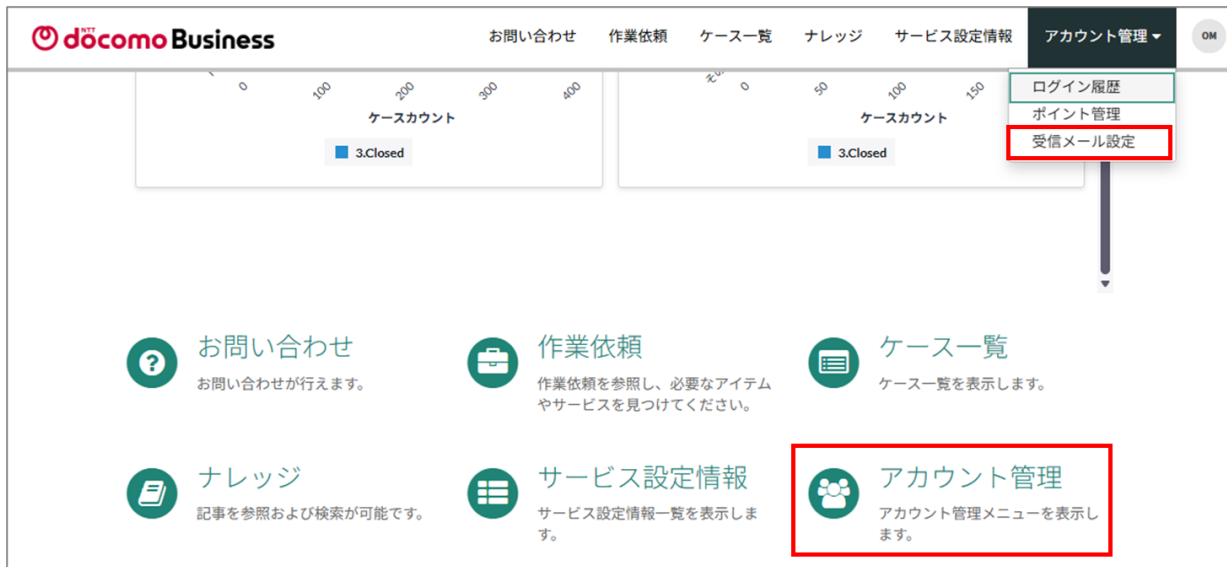 NTT
döcomo Business
お問い合わせ 作業依頼 ケース一覧 ナレッジ サービス設定情報 アカウント管理 OM
ログイン履歴
ポイント管理
受信メール設定
0 100 200 300 400
ケースカウント
3.Closed
0 50 100 150
ケースカウント
3.Closed
お問い合わせ
お問い合わせが行えます。
作業依頼
作業依頼を参照し、必要なアイテム
やサービスを見つけてください。
ケース一覧
ケース一覧を表示します。
ナレッジ
記事を参照および検索が可能です。
サービス設定情報
サービス設定情報一覧を表示しま
す。
アカウント管理
アカウント管理メニューを表示し
ます。